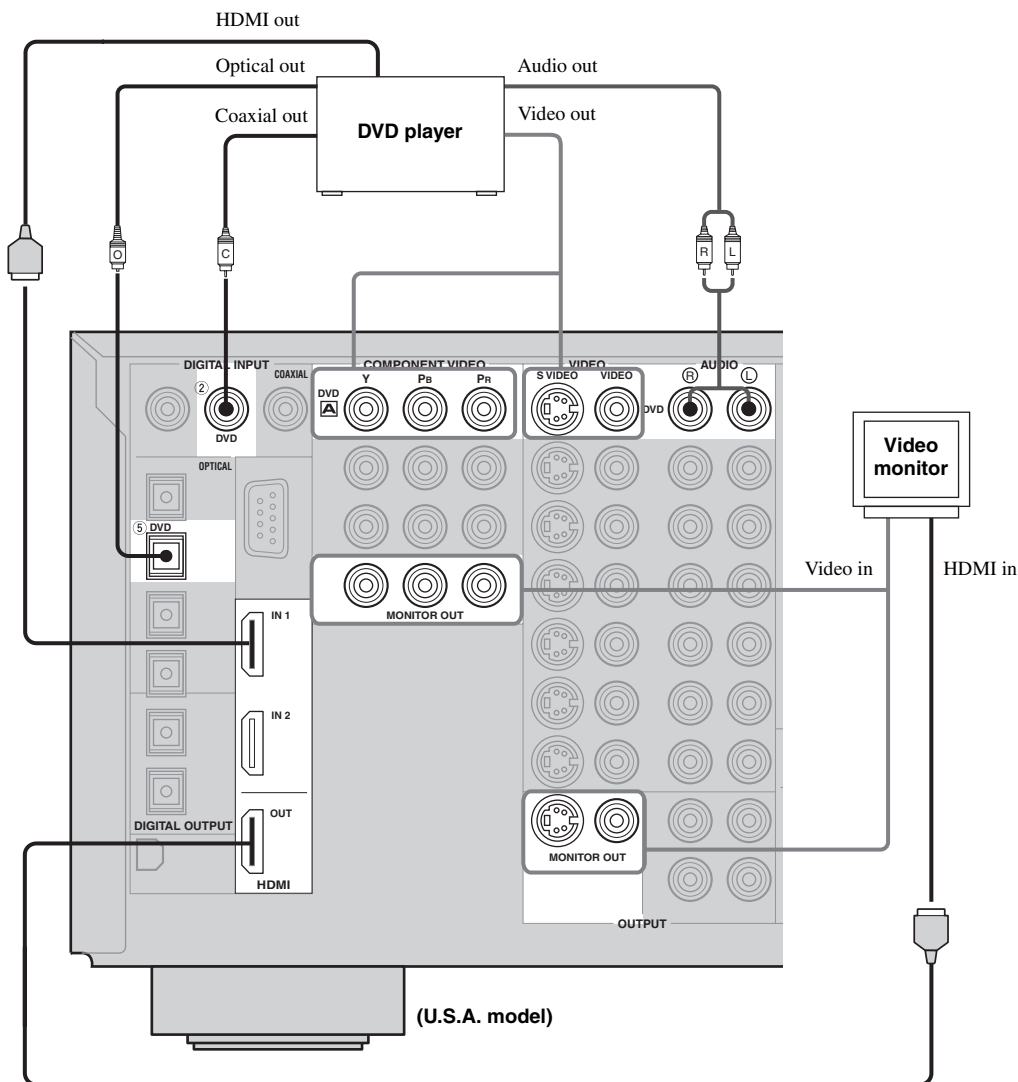 HDMI out
Optical out
Audio out
Coaxial out
Video out
DVD player
O
C
R
L
DIGITAL INPUT
COMPONENT VIDEO
VIDEO
AUDIO
COAXIAL
Y
PB
PR
S VIDEO
VIDEO
R
L
2
DVD
A
DVD
DVD
OPTICAL
5 DVD
Video
monitor
Video in
HDMI in
IN 1
MONITOR OUT
IN 2
OUT
DIGITAL OUTPUT
HDMI
MONITOR OUT
OUTPUT
(U.S.A. model)